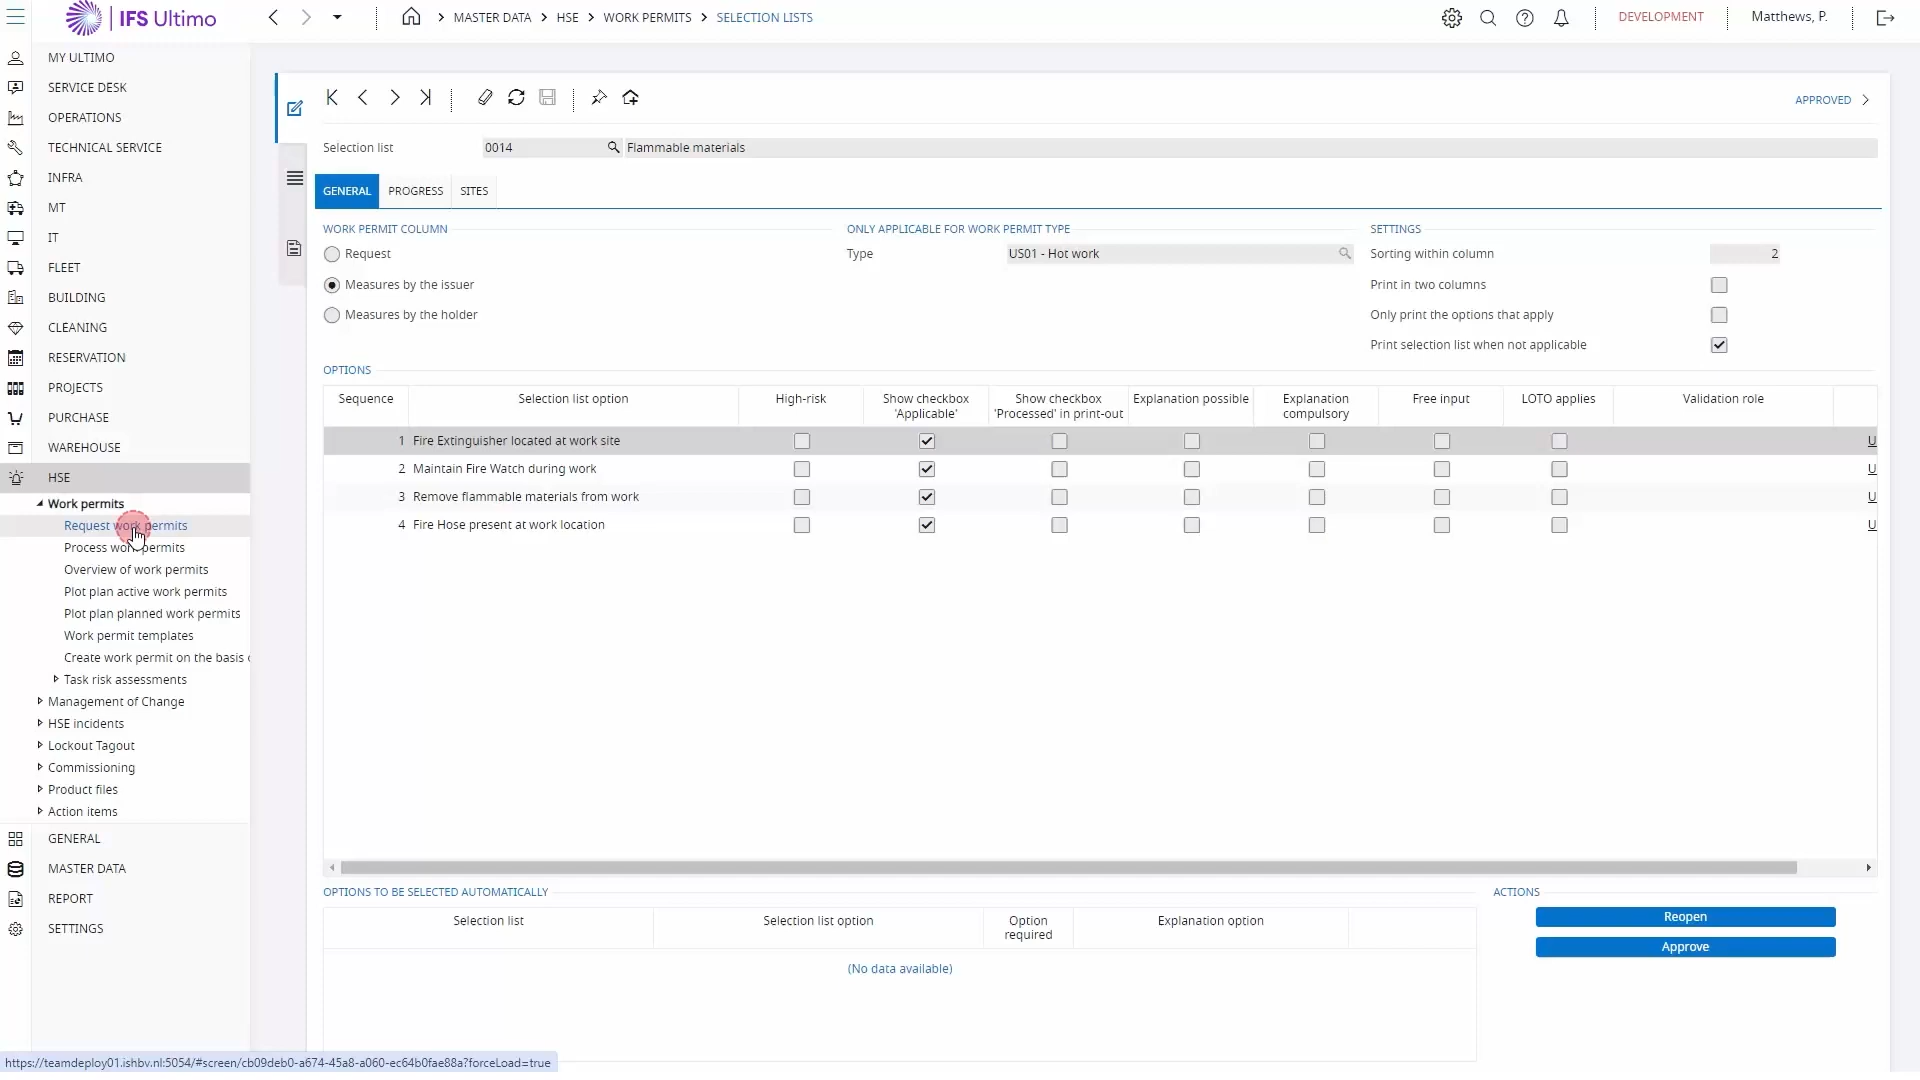 IFS Ultimo
MASTER DATA > HSE > WORK PERMITS > SELECTION LISTS
DEVELOPMENT
Matthews, P.
MY ULTIMO
SERVICE DESK
OPERATIONS
TECHNICAL SERVICE
INFRA
MT
IT
FLEET
BUILDING
CLEANING
RESERVATION
PROJECTS
PURCHASE
WAREHOUSE
HSE
Work permits
Request work permits
Process work permits
Overview of work permits
Plot plan active work permits
Plot plan planned work permits
Work permit templates
Create work permit on the basis
Task risk assessments
Management of Change
HSE incidents
Lockout Tagout
Commissioning
Product files
Action items
GENERAL
MASTER DATA
REPORT
SETTINGS
APPROVED
Selection list 0014 Flammable materials
GENERAL PROGRESS SITES
WORK PERMIT COLUMN
Request
Measures by the issuer
Measures by the holder
ONLY APPLICABLE FOR WORK PERMIT TYPE
Type US01 - Hot work
SETTINGS
Sorting within column 2
Print in two columns
Only print the options that apply
Print selection list when not applicable
OPTIONS
Sequence Selection list option High-risk Show checkbox 'Applicable' Show checkbox 'Processed' in print-out Explanation possible Explanation compulsory Free input LOTO applies Validation role
1 Fire Extinguisher located at work site U
2 Maintain Fire Watch during work U
3 Remove flammable materials from work U
4 Fire Hose present at work location U
OPTIONS TO BE SELECTED AUTOMATICALLY
Selection list Selection list option Option required Explanation option
(No data available)
ACTIONS
Reopen
Approve
https://teamdeploy01.ishbv.nl:5054/#screen/cb09deb0-a674-45a8-a060-ec64b0fae88a?forceLoad=true